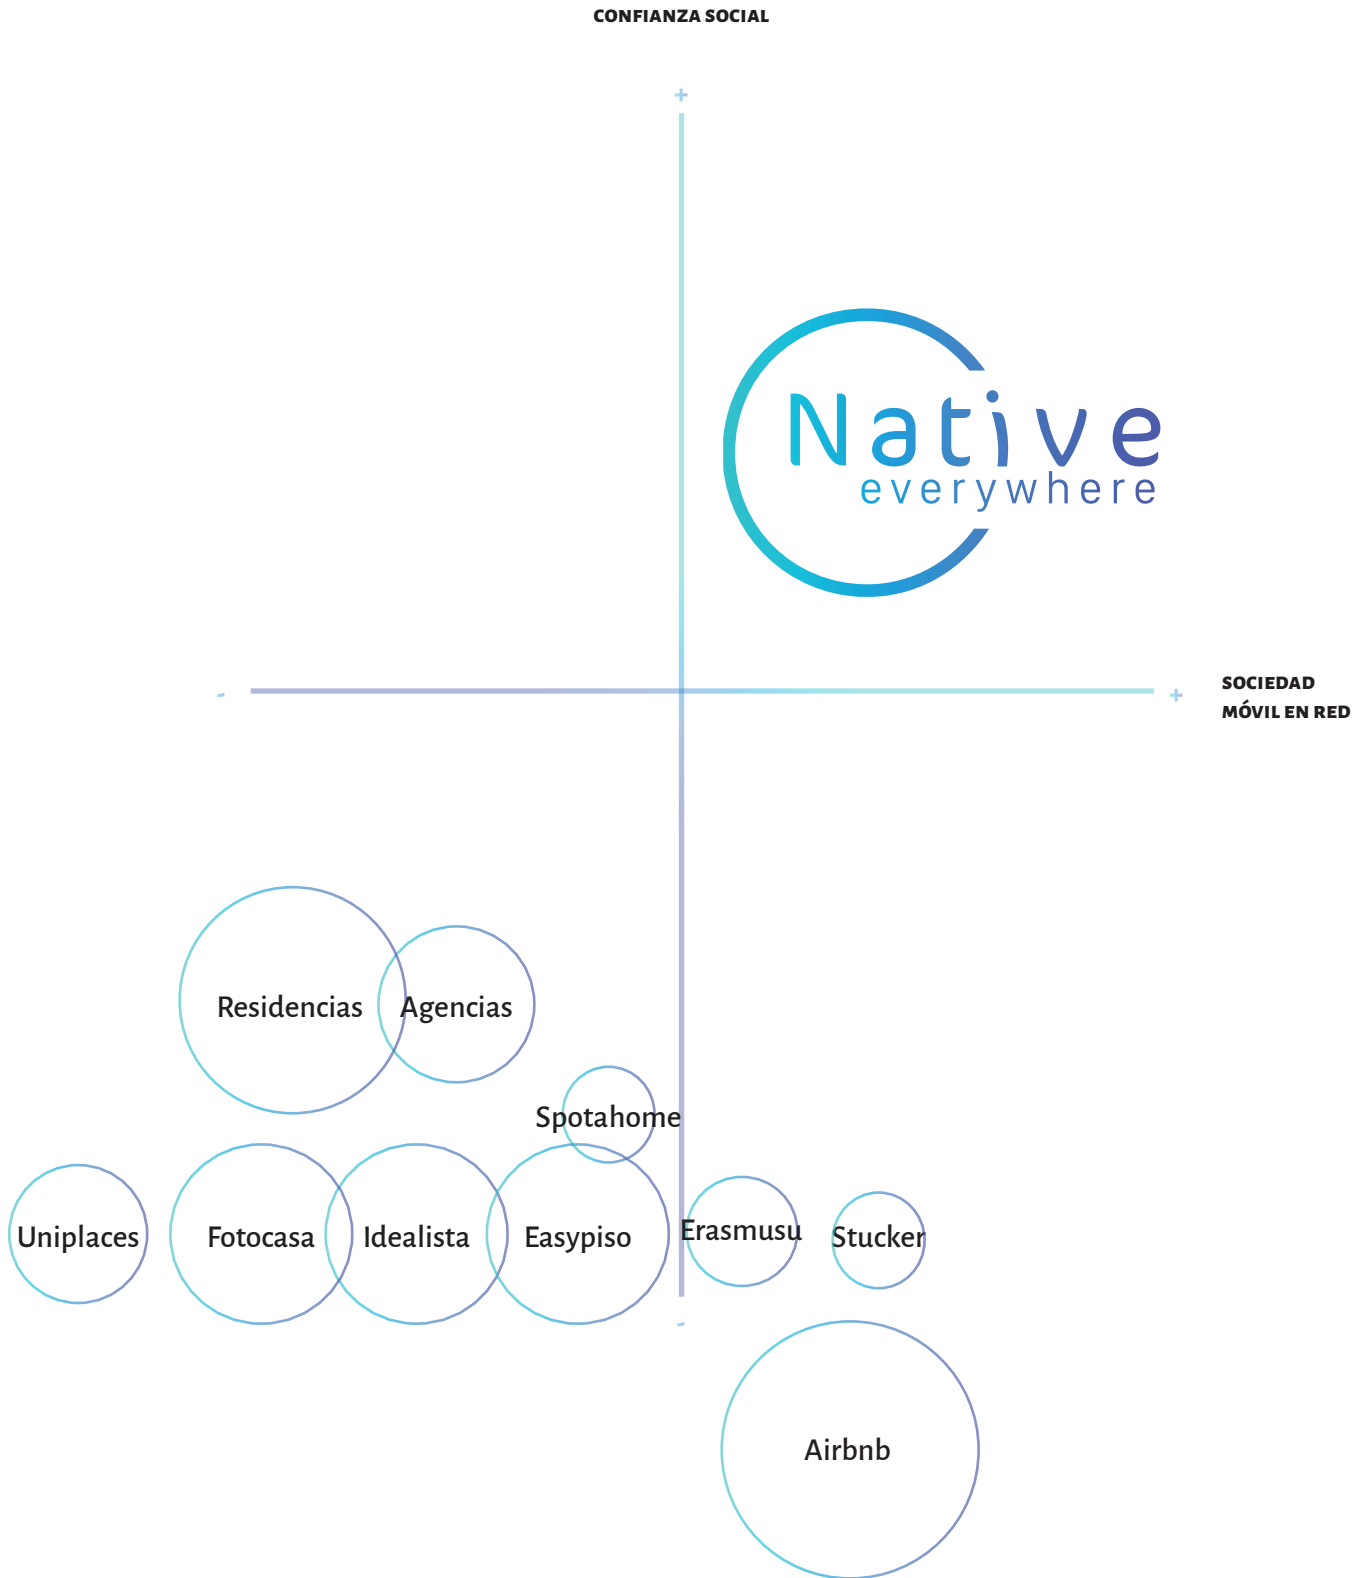 CONFIANZA SOCIAL
+
Native
everywhere
- +
SOCIEDAD
MÓVIL EN RED
Residencias Agencias
Spotahome
Uniplaces Fotocasa Idealista Easypiso Erasmusu Stucker
-
Airbnb